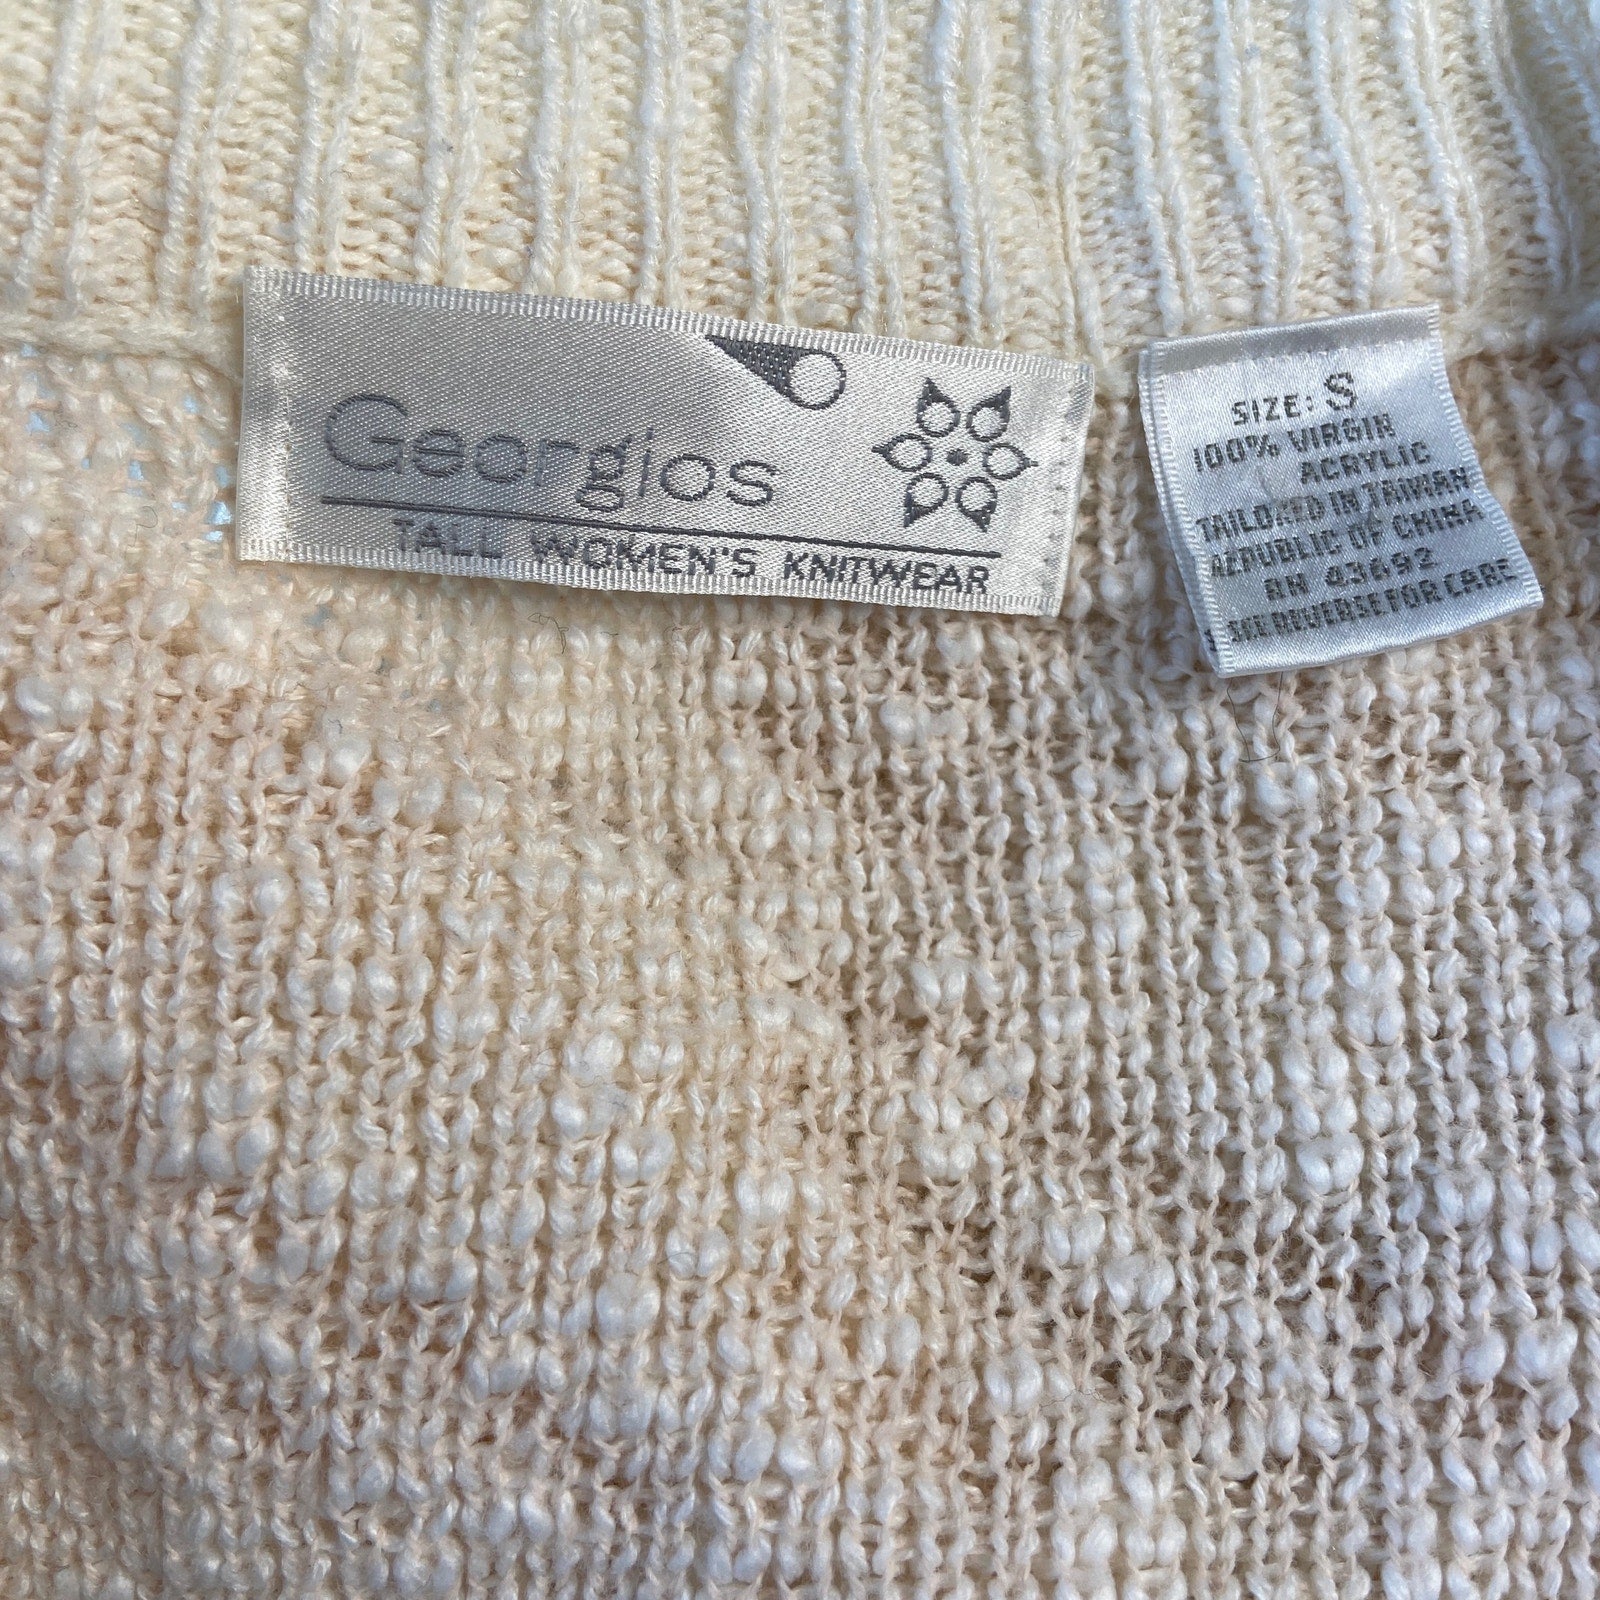 Georgios
TALL WOMEN'S KNITWEAR
SIZE: S
100% VIRGIN
ACRYLIC
TAILORED IN TAIWAN
REPUBLIC OF CHINA
RN 43692
SEE REVERSE FOR CARE